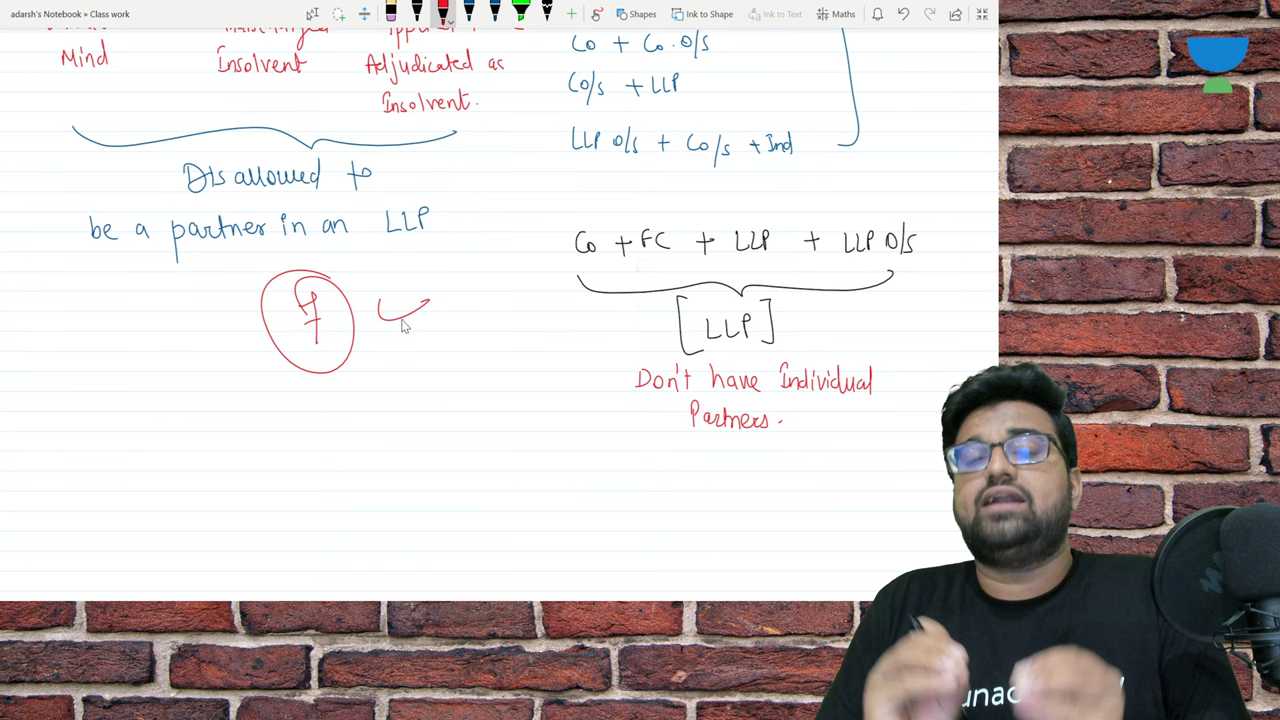 adarsh's Notebook » Class work
Shapes
Ink to Shape
Ink to Text
Maths
Mind
Insolvent
Adjudicated as
Insolvent.
Disallowed to
be a partner in an LLP
7
Co + Co. O/S
CO/S + LLP
LLP O/S + Co/s + Ind
Co + FC + LLP + LLP O/S
[LLP]
Don't have Individual
Partners.